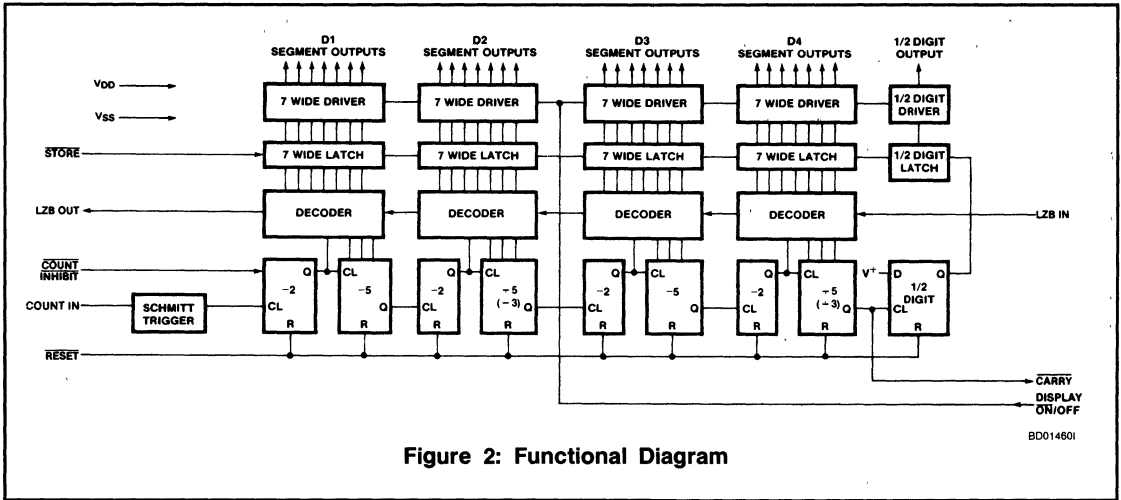 D1 SEGMENT OUTPUTS
D2 SEGMENT OUTPUTS
D3 SEGMENT OUTPUTS
D4 SEGMENT OUTPUTS
1/2 DIGIT OUTPUT
VDD
7 WIDE DRIVER
7 WIDE DRIVER
7 WIDE DRIVER
7 WIDE DRIVER
1/2 DIGIT DRIVER
VSS
STORE
7 WIDE LATCH
7 WIDE LATCH
7 WIDE LATCH
7 WIDE LATCH
1/2 DIGIT LATCH
LZB OUT
DECODER
DECODER
DECODER
DECODER
LZB IN
COUNT INHIBIT
COUNT IN
SCHMITT TRIGGER
Q
−2
CL
R
CL
−5
Q
R
Q
−2
CL
R
CL
÷5
(−3)
Q
R
Q
−2
CL
R
CL
−5
Q
R
Q
−2
CL
R
CL
÷5
(−3)
Q
R
V+
D
Q
1/2 DIGIT
CL
R
RESET
CARRY
DISPLAY ON/OFF
BD01460I
Figure 2: Functional Diagram